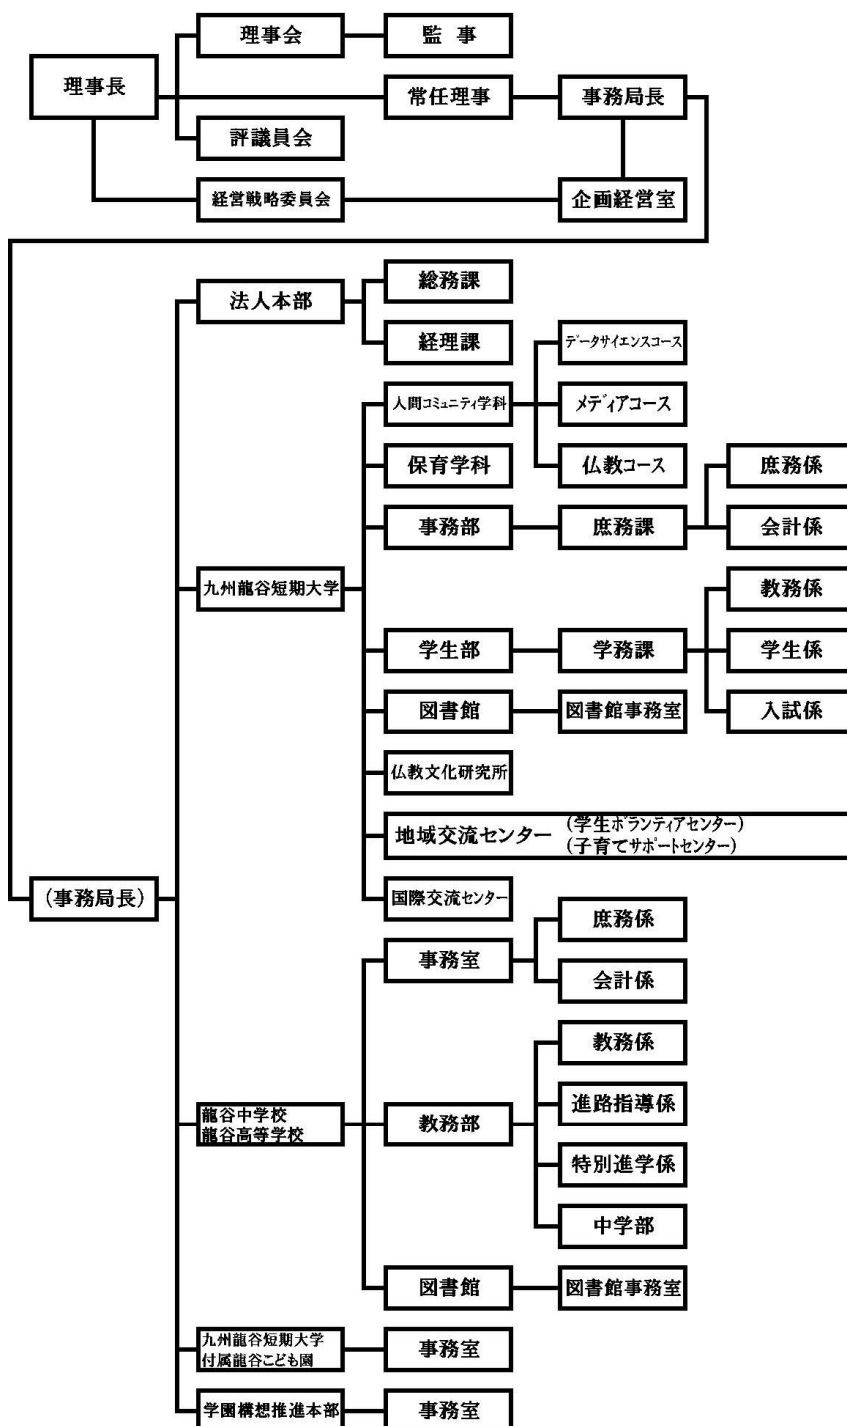 理事会
監 事
理事長
常任理事
事務局長
評議員会
経営戦略委員会
企画経営室
総務課
法人本部
経理課
データサイエンスコース
人間コミュニティ学科
メディアコース
保育学科
仏教コース
庶務係
事務部
庶務課
会計係
九州龍谷短期大学
教務係
学生部
学務課
学生係
図書館
図書館事務室
入試係
仏教文化研究所
地域交流センター
(学生ボランティアセンター)
(子育てサポートセンター)
(事務局長)
国際交流センター
庶務係
事務室
会計係
教務係
龍谷中学校
龍谷高等学校
教務部
進路指導係
特別進学係
中学部
図書館
図書館事務室
九州龍谷短期大学
付属龍谷こども園
事務室
学園構想推進本部
事務室